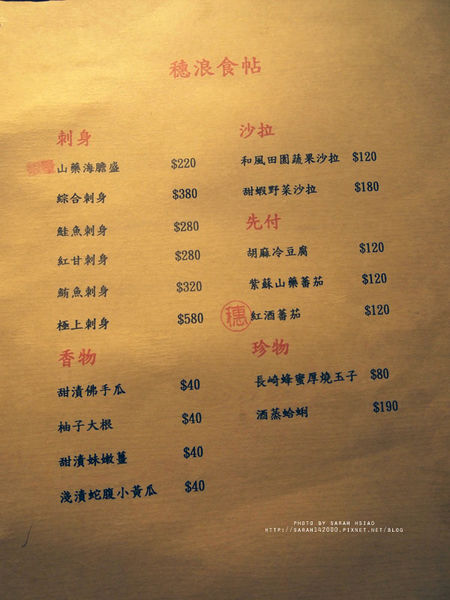 穗浪食帖
刺身
山藥海膽盛 $220
綜合刺身 $380
鮭魚刺身 $280
紅甘刺身 $280
鮪魚刺身 $320
極上刺身 $580
香物
甜漬佛手瓜 $40
柚子大根 $40
甜漬妹嫩薑 $40
淺漬蛇腹小黃瓜 $40
沙拉
和風田園蔬果沙拉 $120
甜蝦野菜沙拉 $180
先付
胡麻冷豆腐 $120
紫蘇山藥蕃茄 $120
穗 紅酒蕃茄 $120
珍物
長崎蜂蜜厚燒玉子 $80
酒蒸蛤蜊 $190
PHOTO BY SARAH HSIAO
HTTP://SARAH142000.PIXNET.NET/BLOG